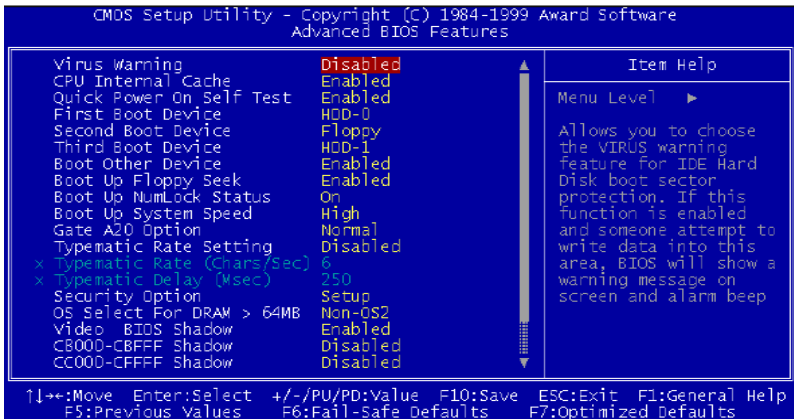 CMOS Setup Utility - Copyright (C) 1984-1999 Award Software
Advanced BIOS Features
Virus Warning Disabled
CPU Internal Cache Enabled
Quick Power On Self Test Enabled
First Boot Device HDD-0
Second Boot Device Floppy
Third Boot Device HDD-1
Boot Other Device Enabled
Boot Up Floppy Seek Enabled
Boot Up NumLock Status On
Boot Up System Speed High
Gate A20 Option Normal
Typematic Rate Setting Disabled
x Typematic Rate (Chars/Sec) 6
x Typematic Delay (Msec) 250
Security Option Setup
OS Select For DRAM > 64MB Non-OS2
Video BIOS Shadow Enabled
C8000-CBFFF Shadow Disabled
CC000-CFFFF Shadow Disabled
Item Help
Menu Level ►
Allows you to choose
the VIRUS warning
feature for IDE Hard
Disk boot sector
protection. If this
function is enabled
and someone attempt to
write data into this
area, BIOS will show a
warning message on
screen and alarm beep
↑↓→←:Move Enter:Select +/-/PU/PD:Value F10:Save ESC:Exit F1:General Help
F5:Previous Values F6:Fail-Safe Defaults F7:Optimized Defaults